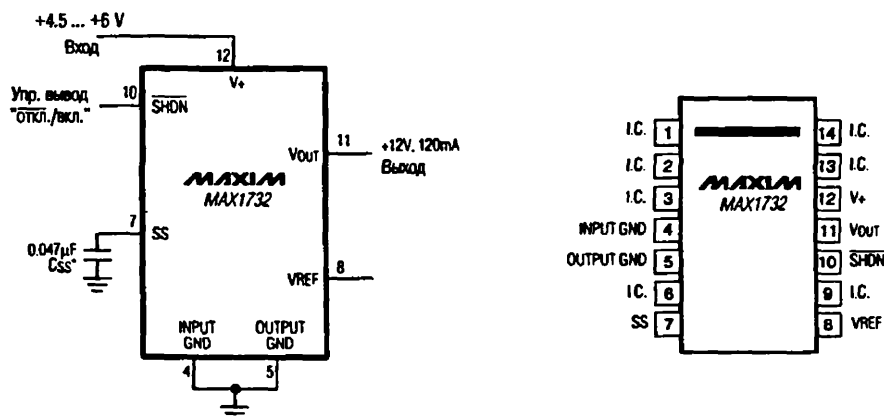 +4.5 ... +6 V
Вход
12
V+
Упр. вывод
"откл./вкл."
10
SHDN
11
VOUT
+12V, 120mA
Выход
MAXIM
MAX1732
7
SS
0.047µF
CSS*
8
VREF
INPUT GND
OUTPUT GND
4
5
I.C. 1
I.C. 2
I.C. 3
INPUT GND 4
OUTPUT GND 5
I.C. 6
SS 7
MAXIM
MAX1732
14 I.C.
13 I.C.
12 V+
11 VOUT
10 SHDN
9 I.C.
8 VREF